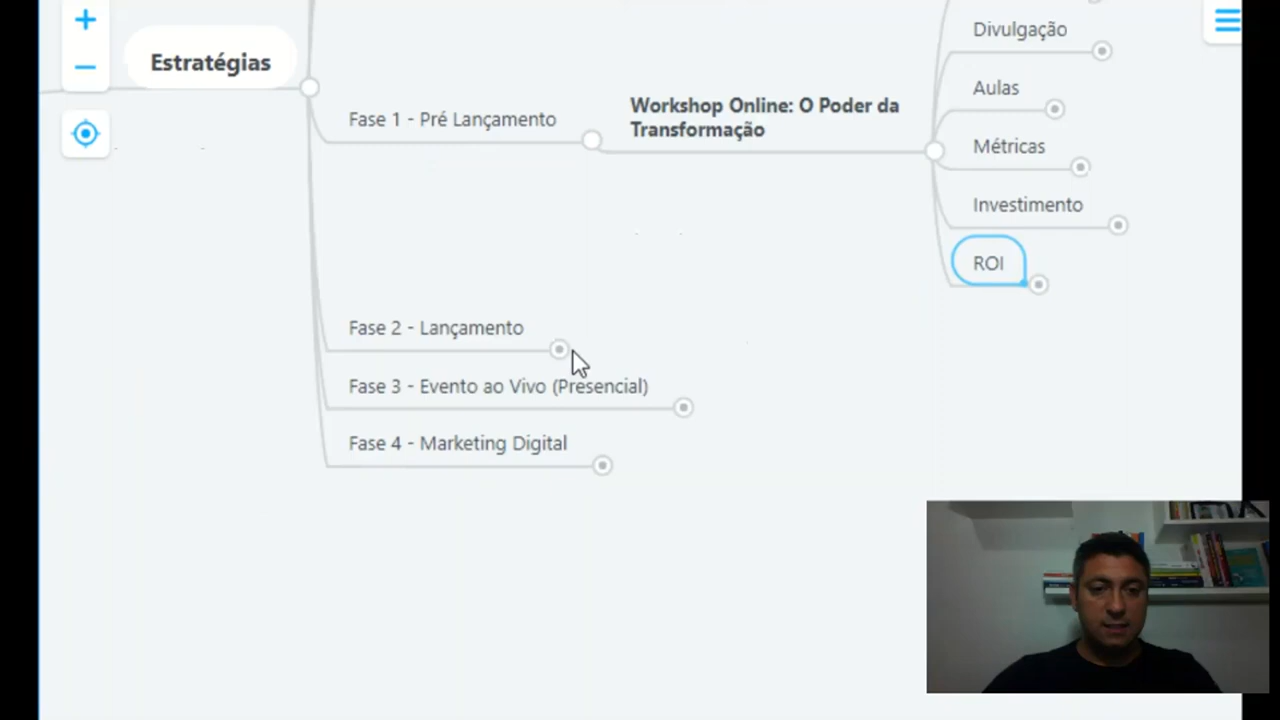 Estratégias
Fase 1 - Pré Lançamento
Workshop Online: O Poder da
Transformação
Divulgação
Aulas
Métricas
Investimento
ROI
Fase 2 - Lançamento
Fase 3 - Evento ao Vivo (Presencial)
Fase 4 - Marketing Digital